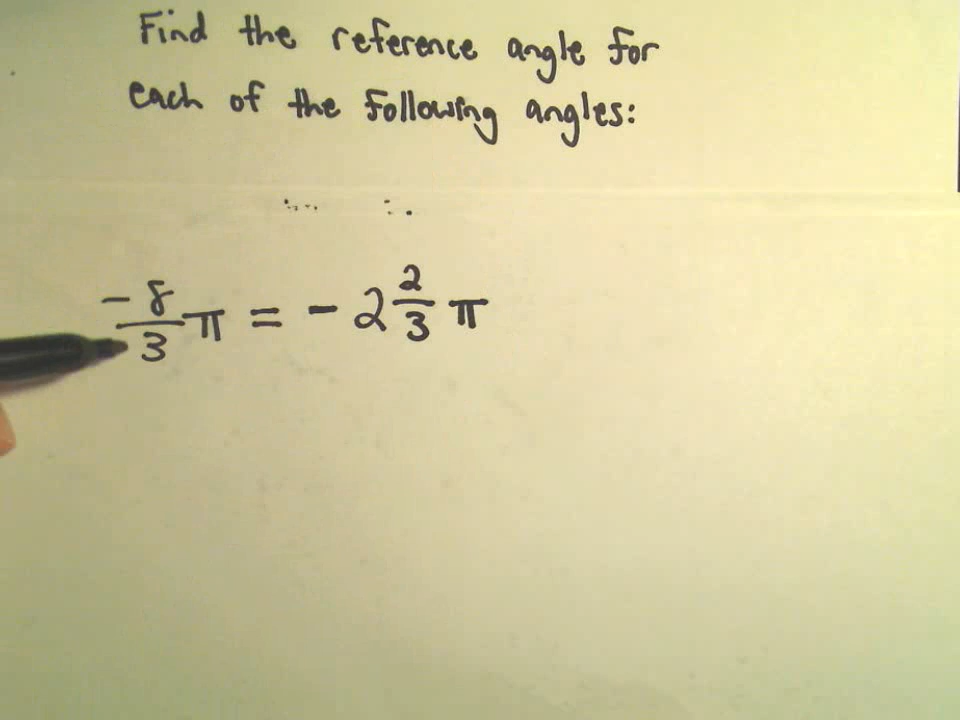 Find the reference angle for
each of the following angles:
-8/3 π = - 2 2/3 π